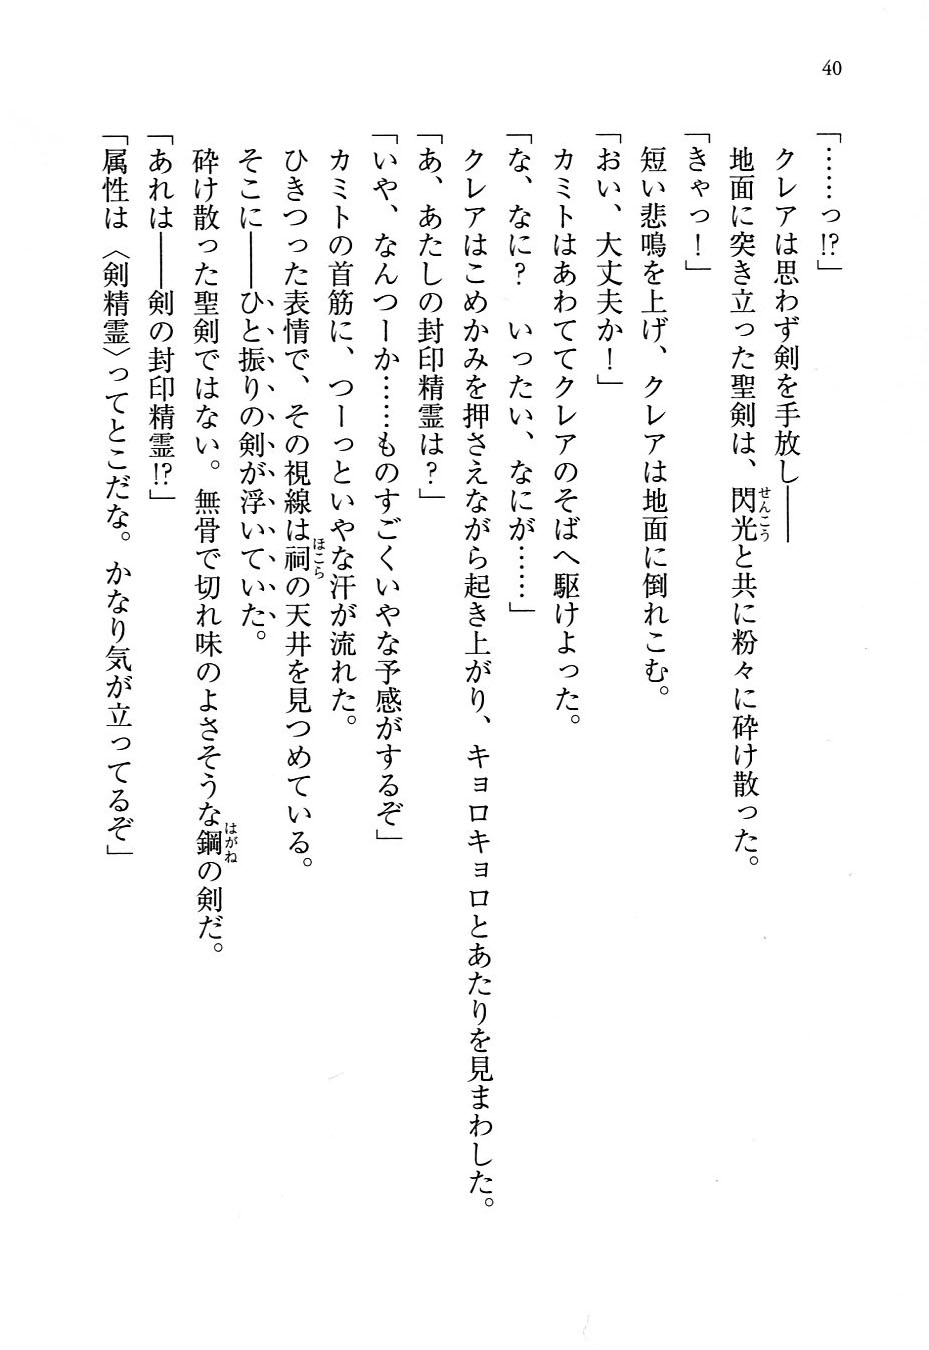 40
「……っ!?」
クレアは思わず剣を手放し――
地面に突き立った聖剣は、閃光と共に粉々に砕け散った。
せんこう
「きゃっ！」
短い悲鳴を上げ、クレアは地面に倒れこむ。
「おい、大丈夫か！」
カミトはあわててクレアのそばへ駆けよった。
「な、なに？　いったい、なにが……」
クレアはこめかみを押さえながら起き上がり、キョロキョロとあたりを見まわした。
「あ、あたしの封印精霊は？」
「いや、なんつーか……ものすごくいやな予感がするぞ」
カミトの首筋に、つーっといやな汗が流れた。
ひきつった表情で、その視線は祠の天井を見つめている。
ほこら
そこに――ひと振りの剣が浮いていた。
砕け散った聖剣ではない。無骨で切れ味のよさそうな鋼の剣だ。
はがね
「あれは――剣の封印精霊!?」
「属性は〈剣精霊〉ってとこだな。かなり気が立ってるぞ」